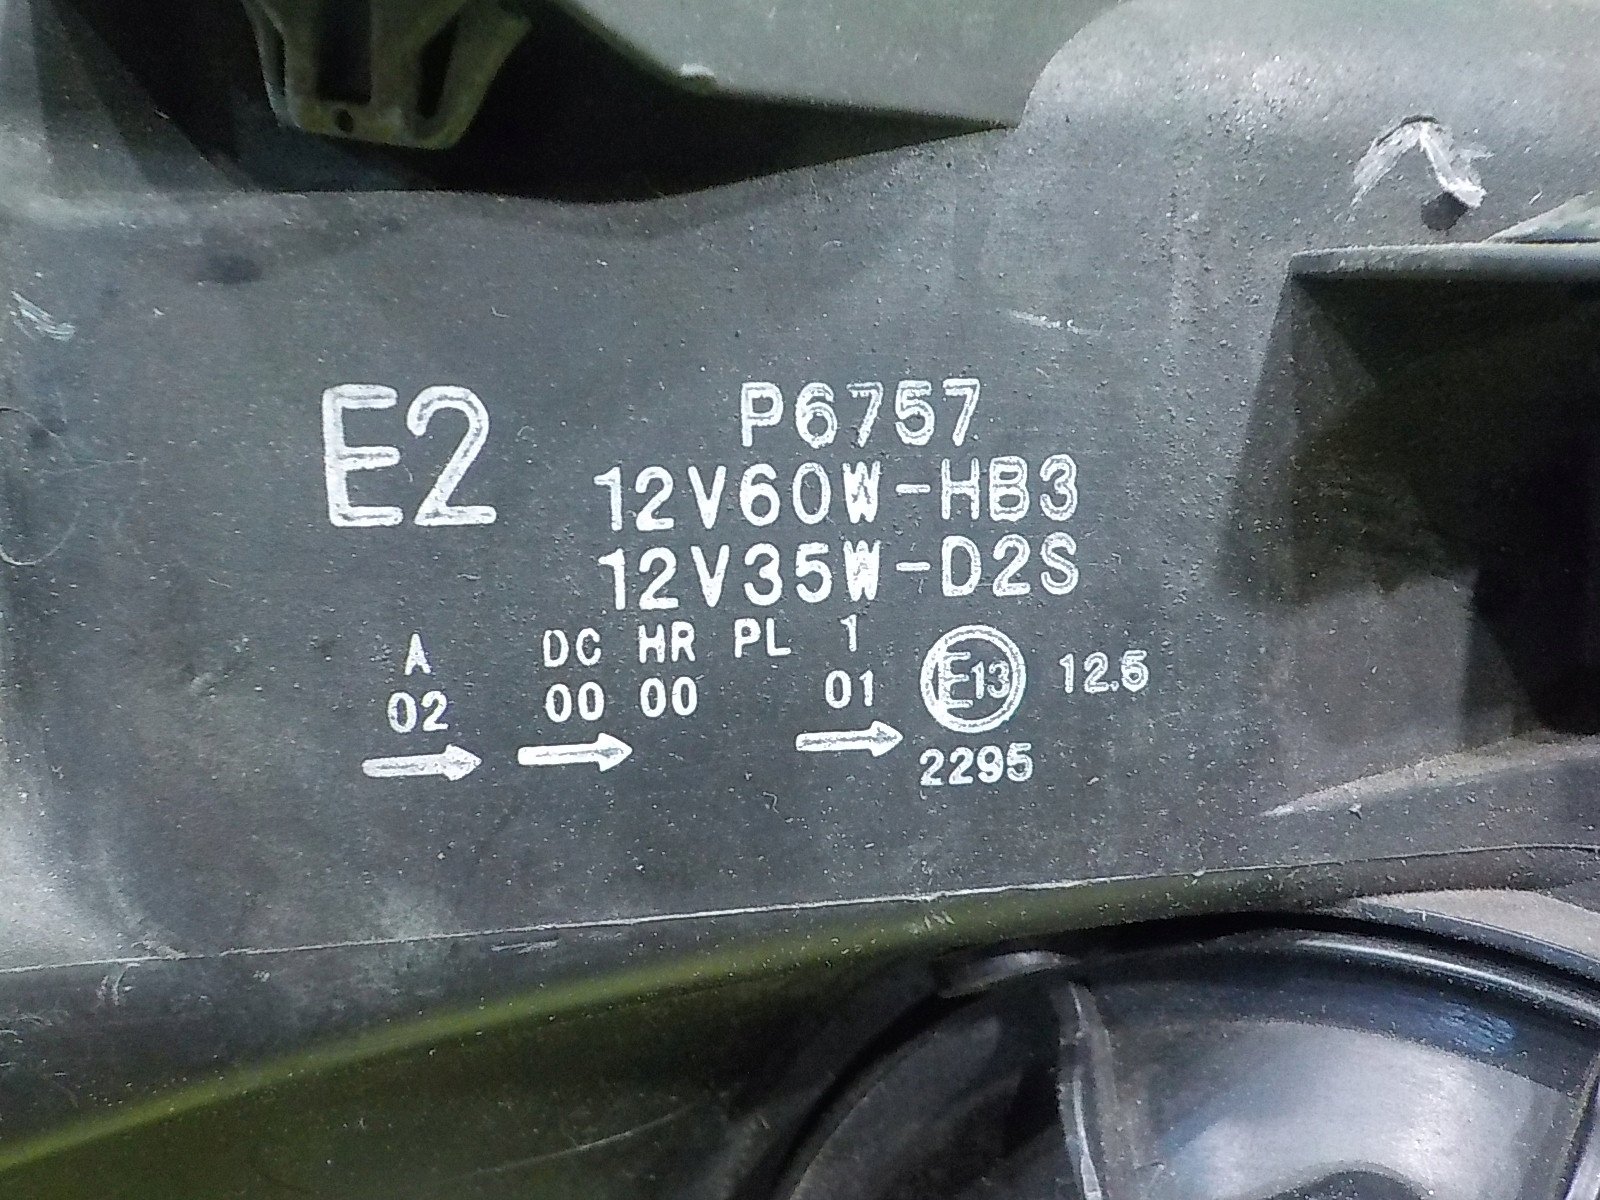 E2
P6757
12V60W-HB3
12V35W-D2S
A DC HR PL 1
02 00 00 01 E13 12.5
2295